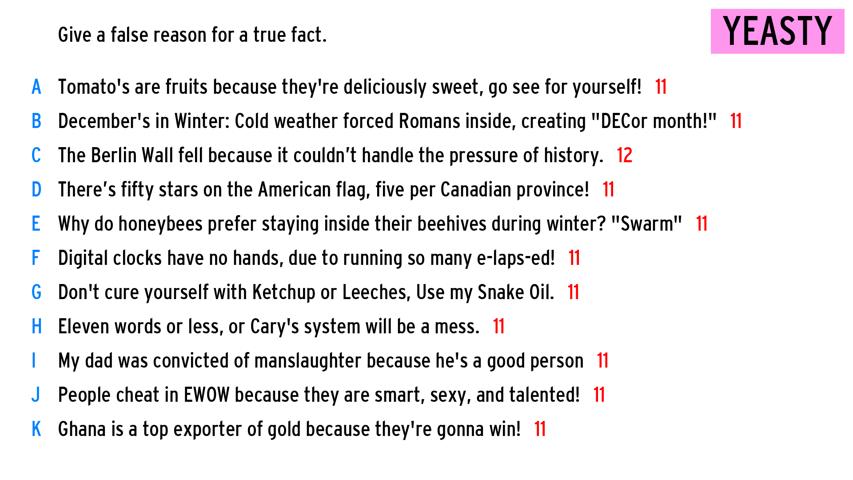 Give a false reason for a true fact.
YEASTY
A Tomato's are fruits because they're deliciously sweet, go see for yourself! 11
B December's in Winter: Cold weather forced Romans inside, creating "DECor month!" 11
C The Berlin Wall fell because it couldn’t handle the pressure of history. 12
D There’s fifty stars on the American flag, five per Canadian province! 11
E Why do honeybees prefer staying inside their beehives during winter? "Swarm" 11
F Digital clocks have no hands, due to running so many e-laps-ed! 11
G Don't cure yourself with Ketchup or Leeches, Use my Snake Oil. 11
H Eleven words or less, or Cary's system will be a mess. 11
I My dad was convicted of manslaughter because he's a good person 11
J People cheat in EWOW because they are smart, sexy, and talented! 11
K Ghana is a top exporter of gold because they're gonna win! 11